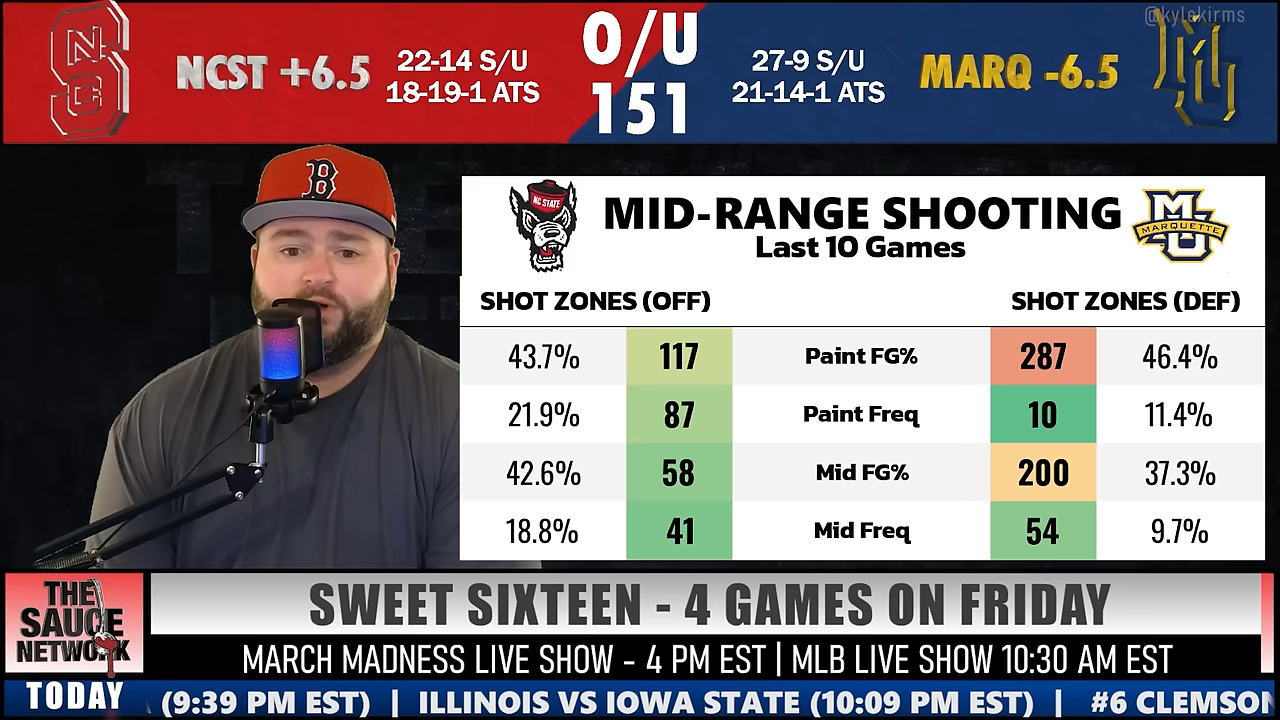 @kylekirms
NCST +6.5
22-14 S/U
18-19-1 ATS
O/U
151
27-9 S/U
21-14-1 ATS
MARQ -6.5
B
NC STATE
MID-RANGE SHOOTING
Last 10 Games
MARQUETTE
SHOT ZONES (OFF)
SHOT ZONES (DEF)
43.7% 117 Paint FG% 287 46.4%
21.9% 87 Paint Freq 10 11.4%
42.6% 58 Mid FG% 200 37.3%
18.8% 41 Mid Freq 54 9.7%
THE
SAUCE
NETWORK
SWEET SIXTEEN - 4 GAMES ON FRIDAY
MARCH MADNESS LIVE SHOW - 4 PM EST | MLB LIVE SHOW 10:30 AM EST
TODAY
(9:39 PM EST) | ILLINOIS VS IOWA STATE (10:09 PM EST) | #6 CLEMSON